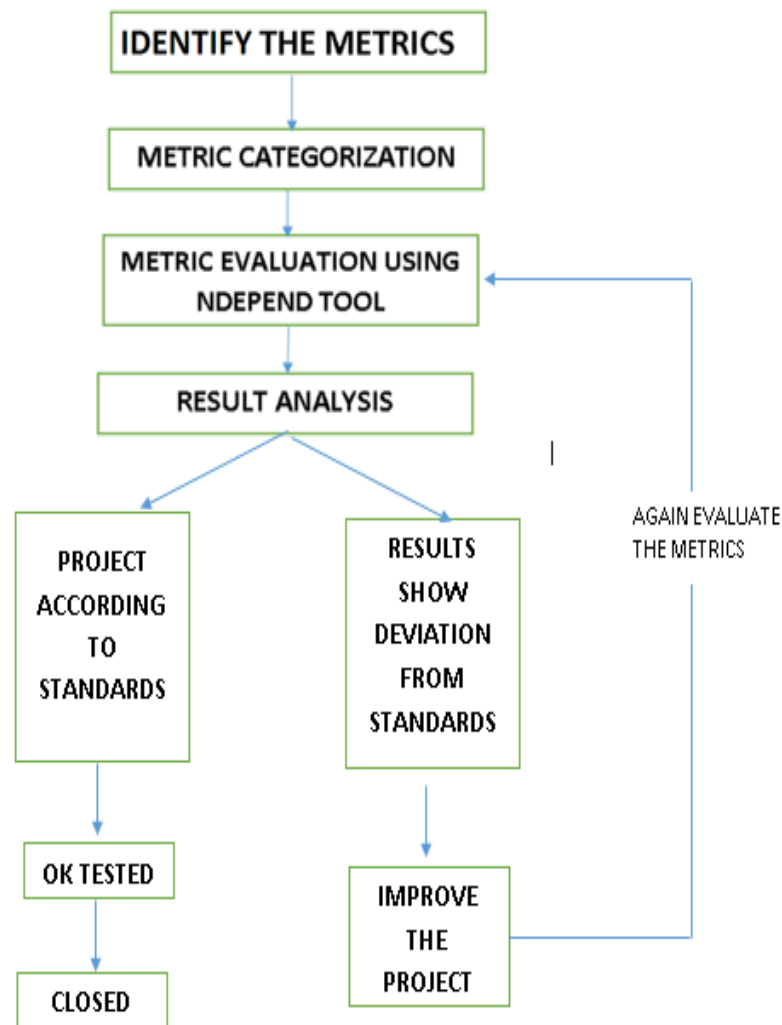 IDENTIFY THE METRICS
METRIC CATEGORIZATION
METRIC EVALUATION USING
NDEPEND TOOL
RESULT ANALYSIS
PROJECT
ACCORDING
TO
STANDARDS
RESULTS
SHOW
DEVIATION
FROM
STANDARDS
AGAIN EVALUATE
THE METRICS
OK TESTED
IMPROVE
THE
PROJECT
CLOSED